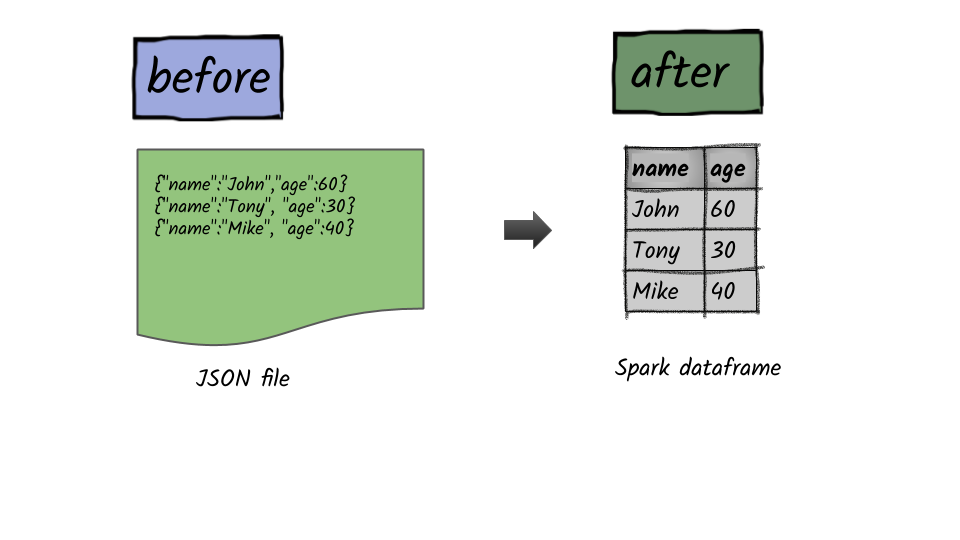 before
after
{"name":"John","age":60}
{"name":"Tony", "age":30}
{"name":"Mike", "age":40}
JSON file
name age
John 60
Tony 30
Mike 40
Spark dataframe